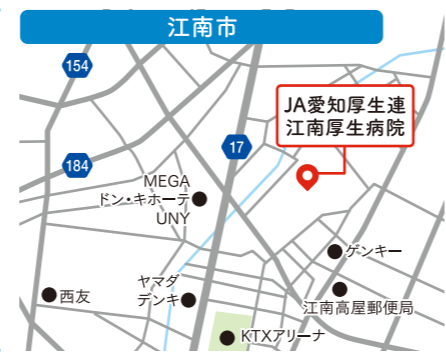 江南市
154
JA愛知厚生連
江南厚生病院
17
184
MEGA
ドン・キホーテ
UNY
ゲンキー
ヤマダ
デンキ
西友
江南高屋郵便局
KTXアリーナ